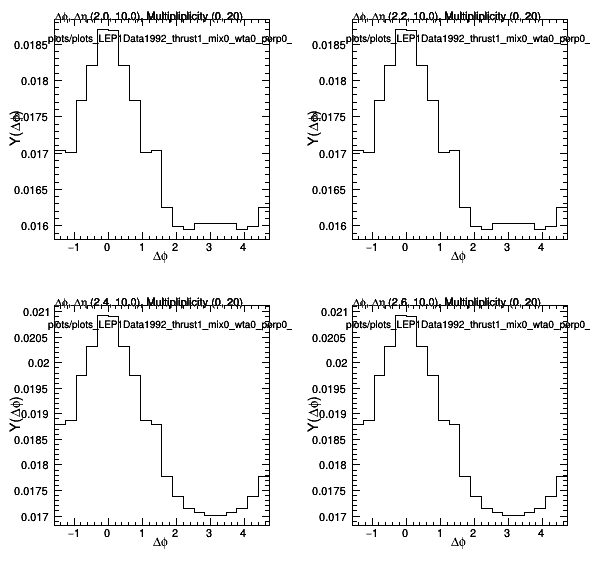 Δφ, Δη (2.0, 10.0), Multipliplicity (0, 20)
plots/plots_LEP1Data1992_thrust1_mix0_wta0_perp0_
Y(Δφ)
0.0185
0.018
0.0175
0.017
0.0165
0.016
−1 0 1 2 3 4
Δφ
Δφ, Δη (2.2, 10.0), Multipliplicity (0, 20)
plots/plots_LEP1Data1992_thrust1_mix0_wta0_perp0_
Y(Δφ)
0.0185
0.018
0.0175
0.017
0.0165
0.016
−1 0 1 2 3 4
Δφ
Δφ, Δη (2.4, 10.0), Multipliplicity (0, 20)
plots/plots_LEP1Data1992_thrust1_mix0_wta0_perp0_
Y(Δφ)
0.021
0.0205
0.02
0.0195
0.019
0.0185
0.018
0.0175
0.017
−1 0 1 2 3 4
Δφ
Δφ, Δη (2.6, 10.0), Multipliplicity (0, 20)
plots/plots_LEP1Data1992_thrust1_mix0_wta0_perp0_
Y(Δφ)
0.021
0.0205
0.02
0.0195
0.019
0.0185
0.018
0.0175
0.017
−1 0 1 2 3 4
Δφ